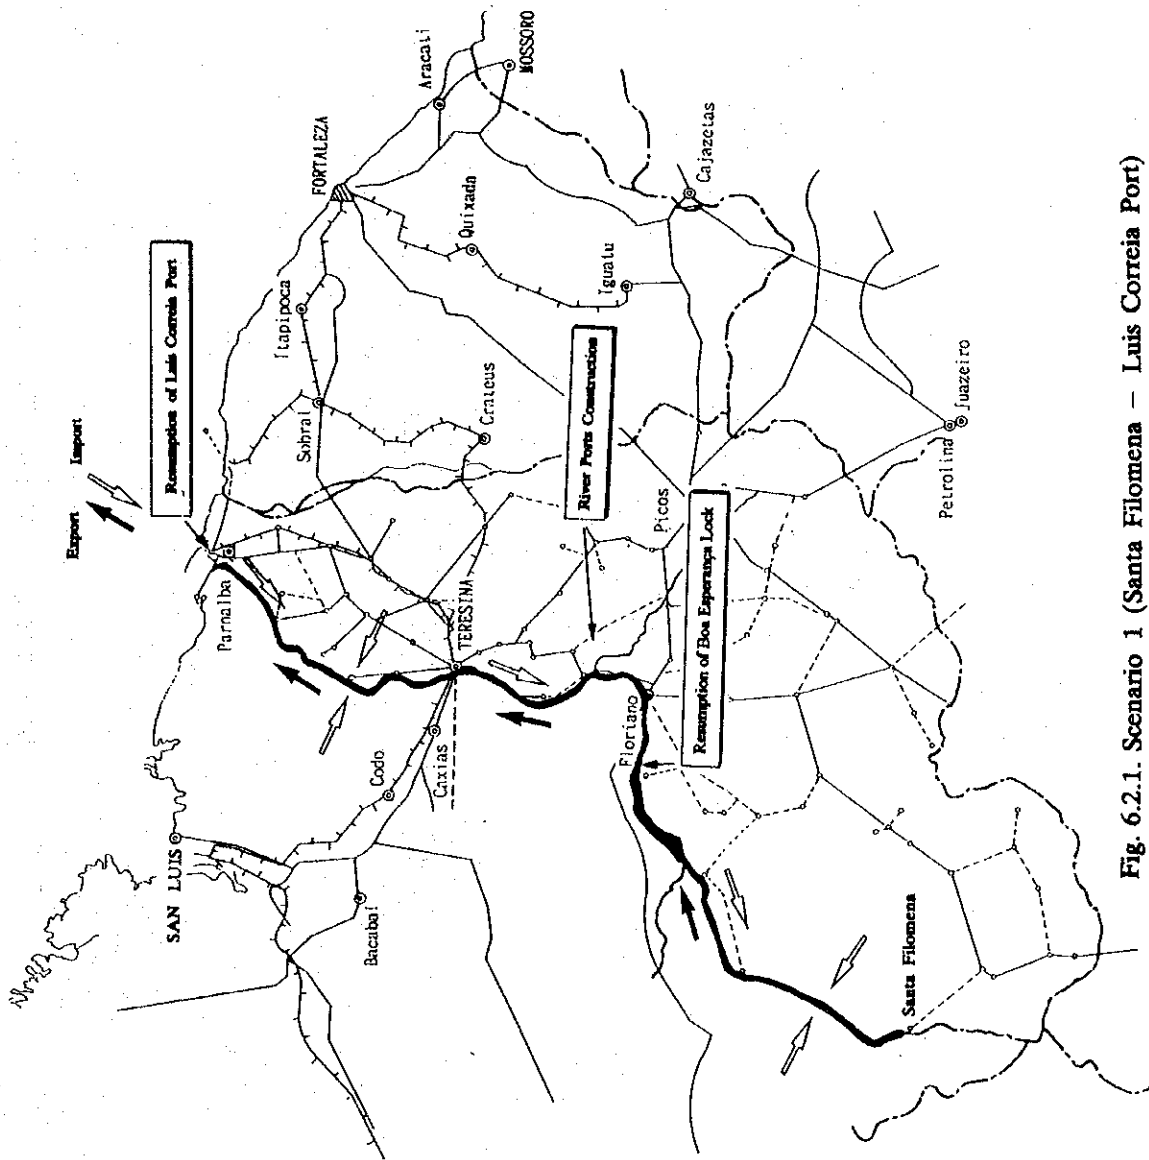 MOSSORO
Aracati
FORTALEZA
Quixada
Cajazetas
Iguatu
Itapipoca
Resumption of Luis Correia Port
River Ports Construction
Sobral
Crateus
Import
Export
Juazeiro
Petrolina
Picos
Resumption of Boa Esperança Lock
Parnalba
TERESINA
Floriano
Caxias
Codo
SAN LUIS
Bacabal
Santa Filomena
Fig. 6.2.1. Scenario 1 (Santa Filomena — Luis Correia Port)